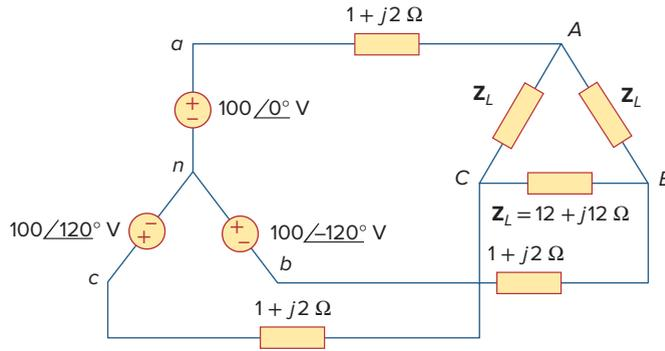 1 + j2 Ω
a
A
+
−
100 /0° V
Z_L
Z_L
n
C
B
100/120° V
−
+
+
−
100/−120° V
Z_L = 12 + j12 Ω
b
1 + j2 Ω
c
1 + j2 Ω